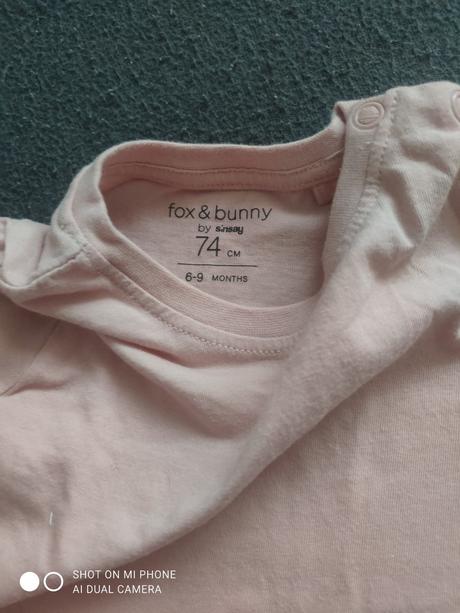 fox & bunny
by sinsay
74 CM
6-9 MONTHS
SHOT ON MI PHONE
AI DUAL CAMERA